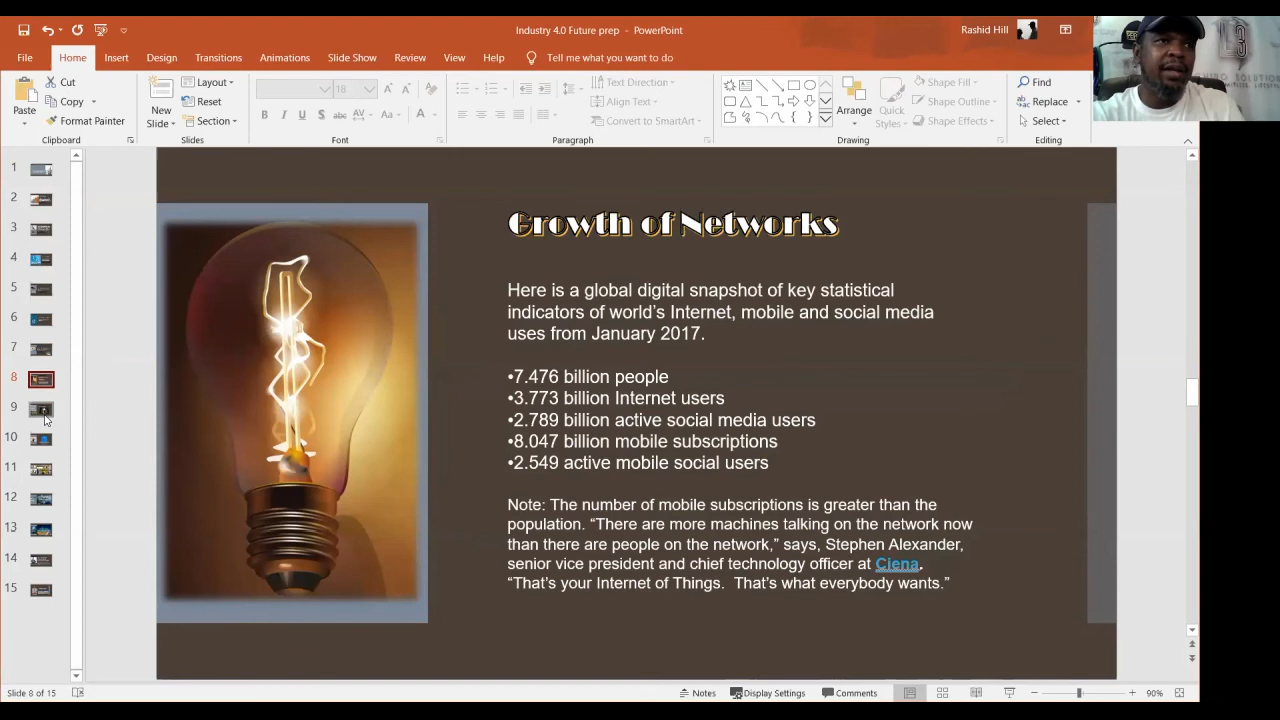 Industry 4.0 Future prep - PowerPoint
Rashid Hill
File Home Insert Design Transitions Animations Slide Show Review View Help Tell me what you want to do
Paste
Cut
Copy
Format Painter
Clipboard
New
Slide
Layout
Reset
Section
Slides
18
Font
Text Direction
Align Text
Convert to SmartArt
Paragraph
Arrange
Quick
Styles
Shape Fill
Shape Outline
Shape Effects
Drawing
Find
Replace
Select
Editing
1
2
3
4
5
6
7
8
9
10
11
12
13
14
15
Growth of Networks
Here is a global digital snapshot of key statistical
indicators of world’s Internet, mobile and social media
uses from January 2017.
•7.476 billion people
•3.773 billion Internet users
•2.789 billion active social media users
•8.047 billion mobile subscriptions
•2.549 active mobile social users
Note: The number of mobile subscriptions is greater than the
population. “There are more machines talking on the network now
than there are people on the network,” says, Stephen Alexander,
senior vice president and chief technology officer at Ciena.
“That’s your Internet of Things.  That’s what everybody wants.”
Slide 8 of 15
Notes Display Settings Comments 90%